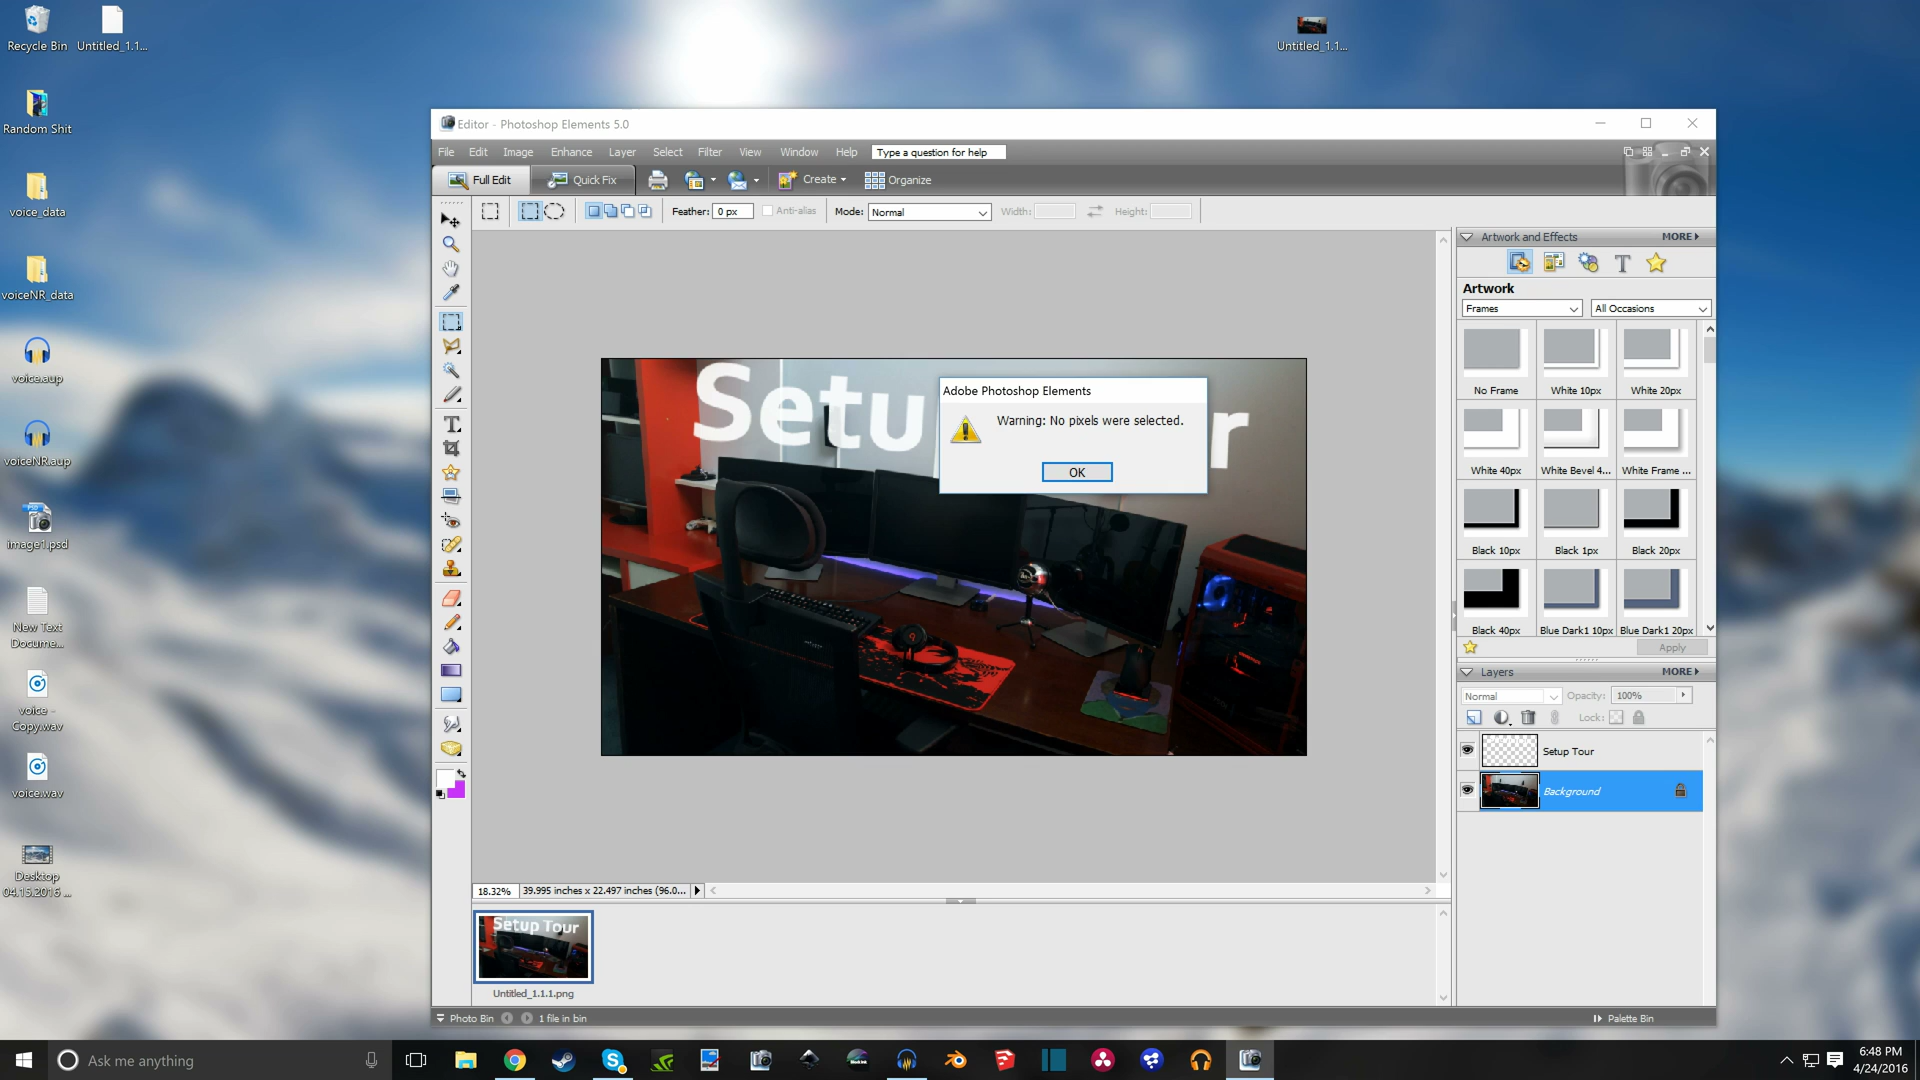 Recycle Bin
Untitled_1.1...
Untitled_1.1...
Random Shit
voice_data
voiceNR_data
voice.aup
voiceNR.aup
image1.psd
New Text
Docume...
voice -
Copy.wav
voice.wav
Desktop
04.15.2016 ...
Editor - Photoshop Elements 5.0
File Edit Image Enhance Layer Select Filter View Window Help Type a question for help
Full Edit Quick Fix Create Organize
Feather: 0 px Anti-alias Mode: Normal Width: Height:
Artwork and Effects MORE
Artwork
Frames All Occasions
No Frame White 10px White 20px
White 40px White Bevel 4... White Frame ...
Black 10px Black 1px Black 20px
Black 40px Blue Dark1 10px Blue Dark1 20px
Apply
Setu r
Adobe Photoshop Elements
Warning: No pixels were selected.
OK
Layers MORE
Normal Opacity: 100%
Lock:
Setup Tour
Background
18.32% 39.995 inches x 22.497 inches (96.0...
Setup Tour
Untitled_1.1.1.png
Photo Bin 1 file in bin
Palette Bin
Ask me anything
6:48 PM
4/24/2016